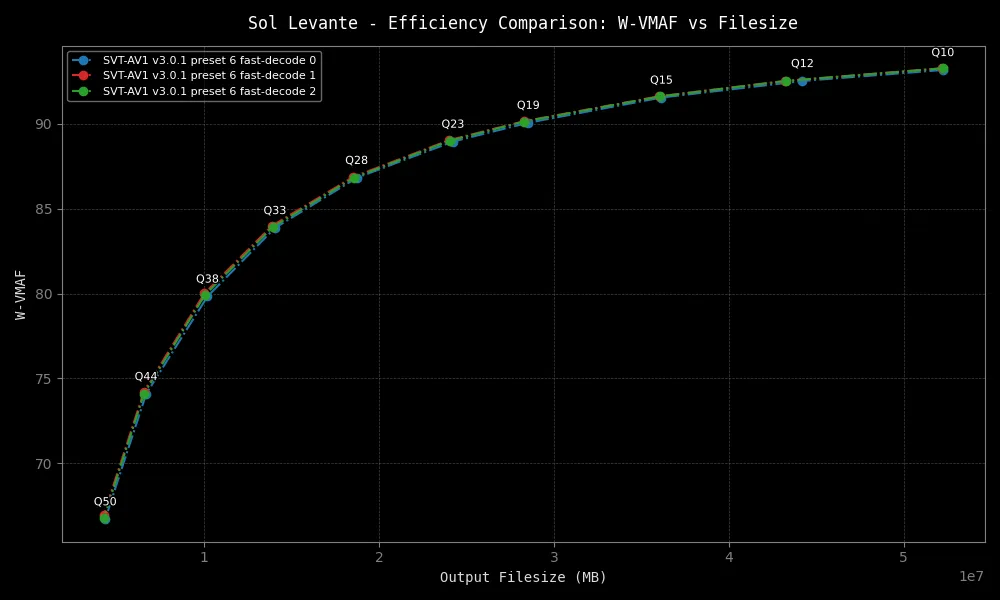 Sol Levante - Efficiency Comparison: W-VMAF vs Filesize
SVT-AV1 v3.0.1 preset 6 fast-decode 0
SVT-AV1 v3.0.1 preset 6 fast-decode 1
SVT-AV1 v3.0.1 preset 6 fast-decode 2
Q10
Q12
Q15
Q19
Q23
Q28
Q33
Q38
Q44
Q50
90
85
80
75
70
W-VMAF
1 2 3 4 5
1e7
Output Filesize (MB)